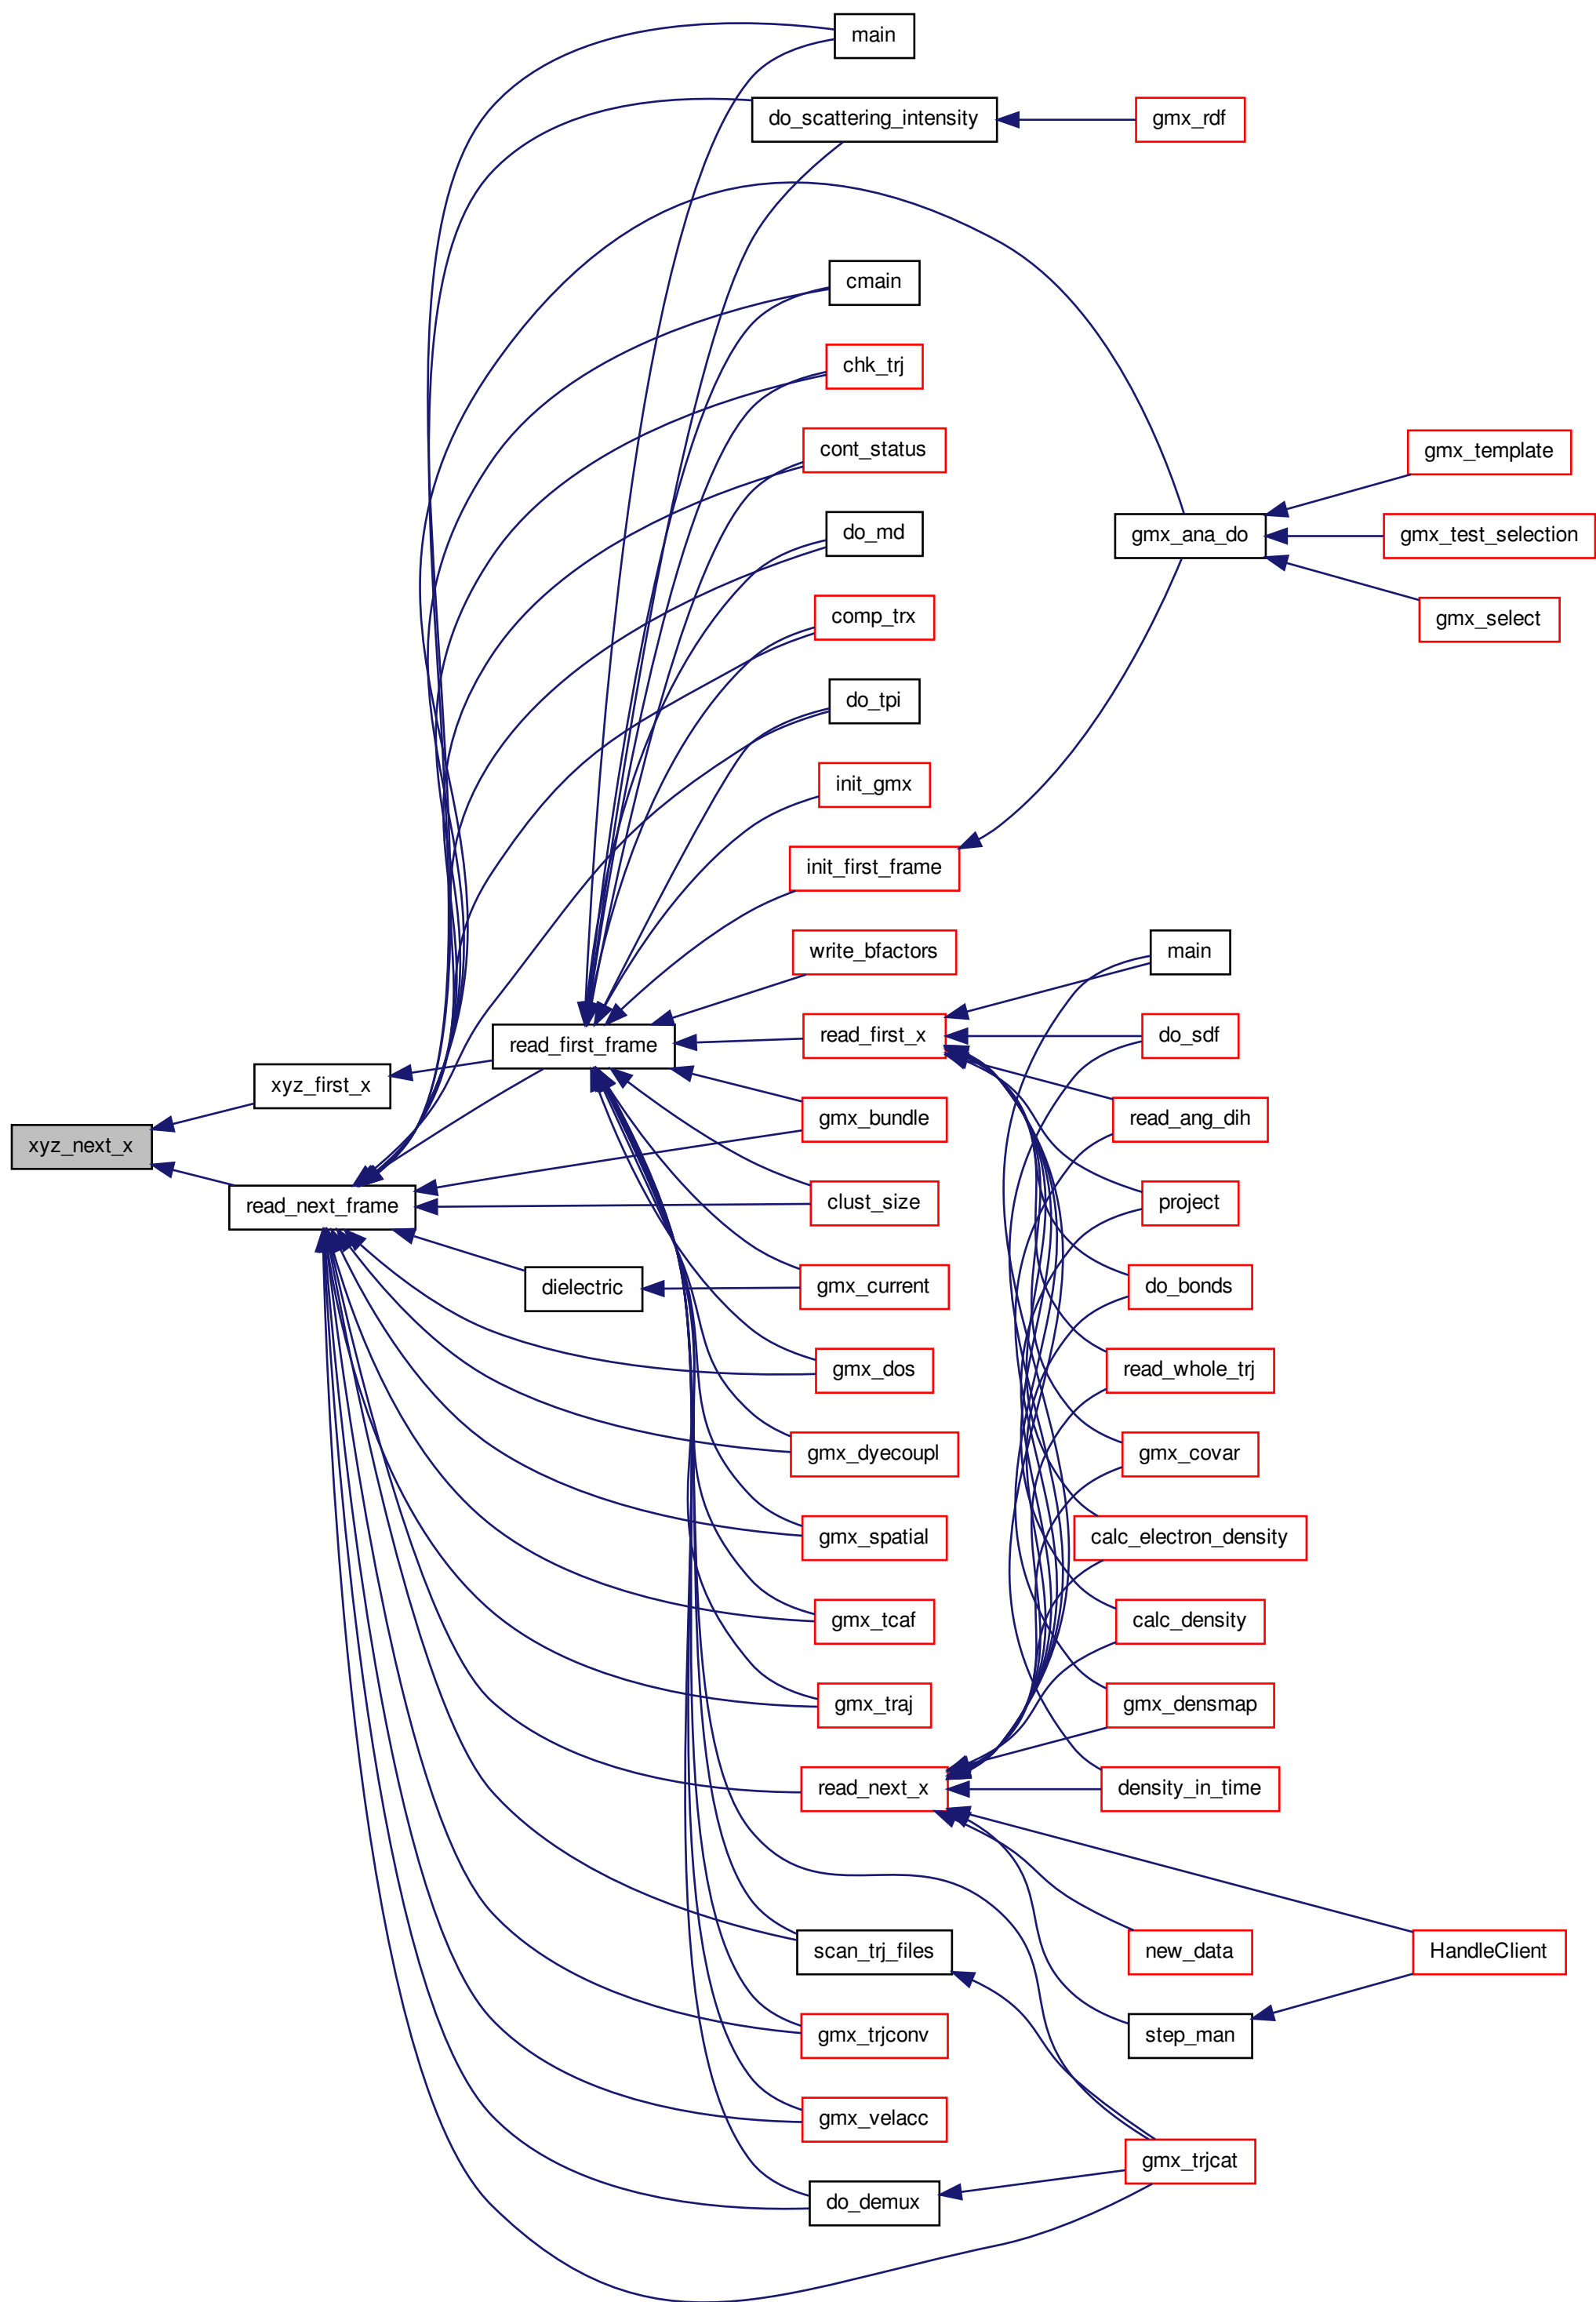 main
do_scattering_intensity
gmx_rdf
cmain
chk_trj
cont_status
gmx_template
do_md
gmx_ana_do
gmx_test_selection
comp_trx
gmx_select
do_tpi
init_gmx
init_first_frame
write_bfactors
main
read_first_frame
read_first_x
do_sdf
xyz_first_x
gmx_bundle
read_ang_dih
xyz_next_x
read_next_frame
clust_size
project
dielectric
gmx_current
do_bonds
gmx_dos
read_whole_trj
gmx_dyecoupl
gmx_covar
gmx_spatial
calc_electron_density
gmx_tcaf
calc_density
gmx_traj
gmx_densmap
read_next_x
density_in_time
scan_trj_files
new_data
HandleClient
gmx_trjconv
step_man
gmx_velacc
gmx_trjcat
do_demux